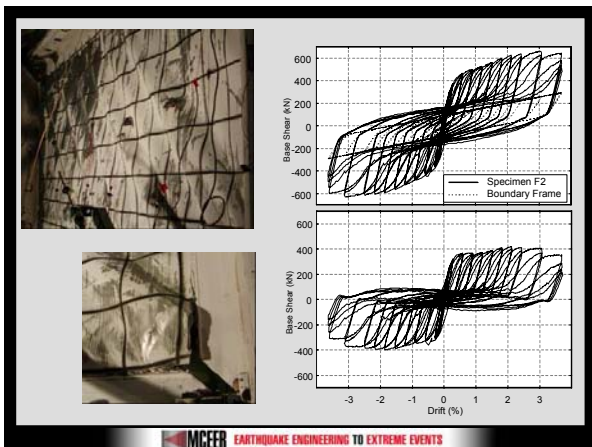 600
400
200
0
-200
-400
-600
Base Shear (kN)
Specimen F2
Boundary Frame
600
400
200
0
-200
-400
-600
Base Shear (kN)
-3 -2 -1 0 1 2 3
Drift (%)
MCEER EARTHQUAKE ENGINEERING TO EXTREME EVENTS